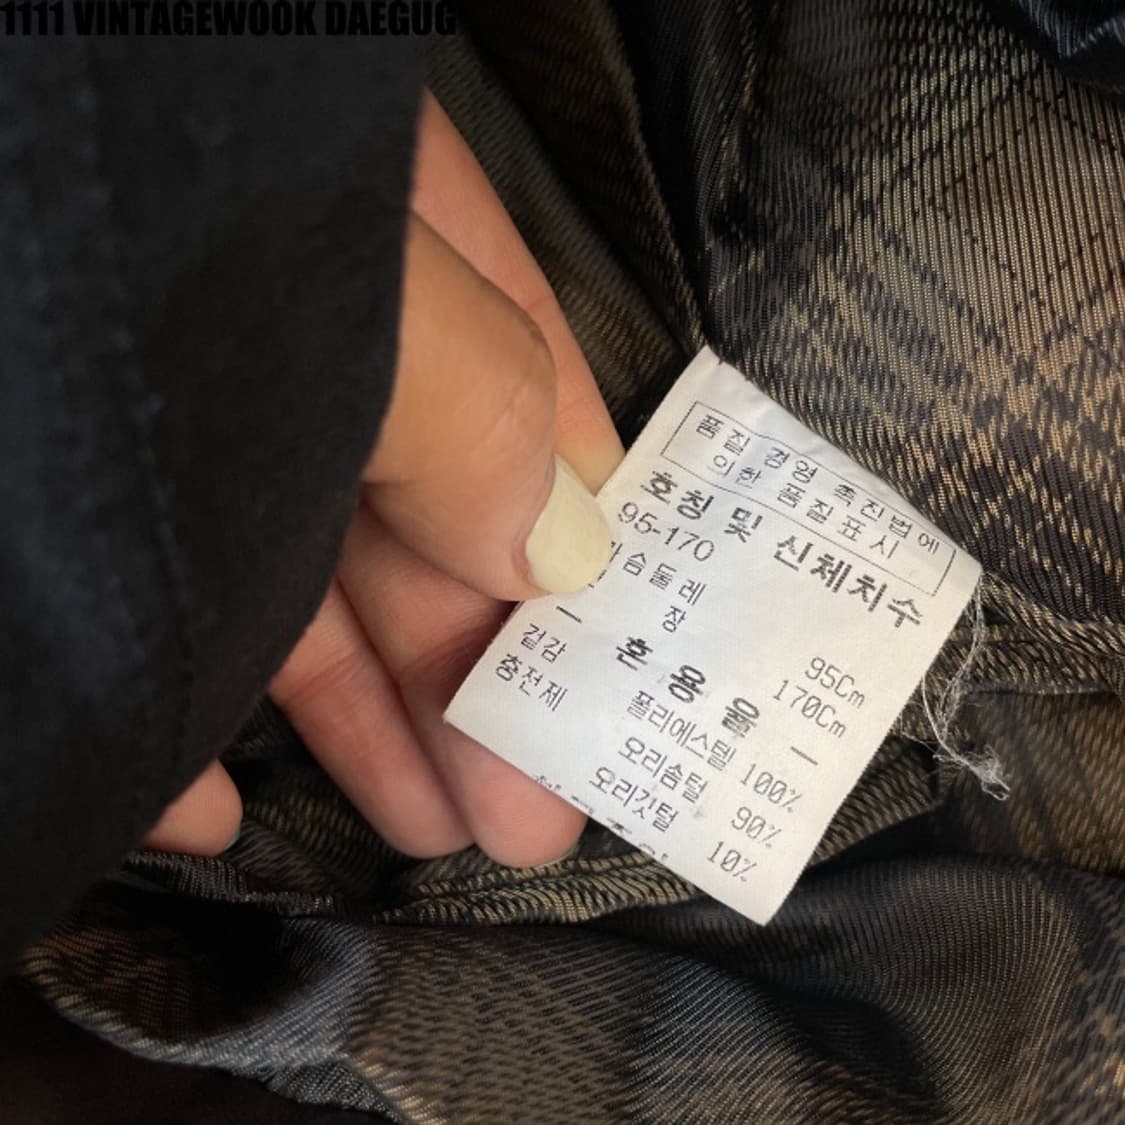 1111 VINTAGEWOOK DAEGUG
품질 경영 촉진법에
의한 품질표시
호칭 및 신체치수
95-170
가슴둘레 95Cm
장 170Cm
— 혼용율 —
겉감 폴리에스텔 100%
충전제 오리솜털 90%
오리깃털 10%